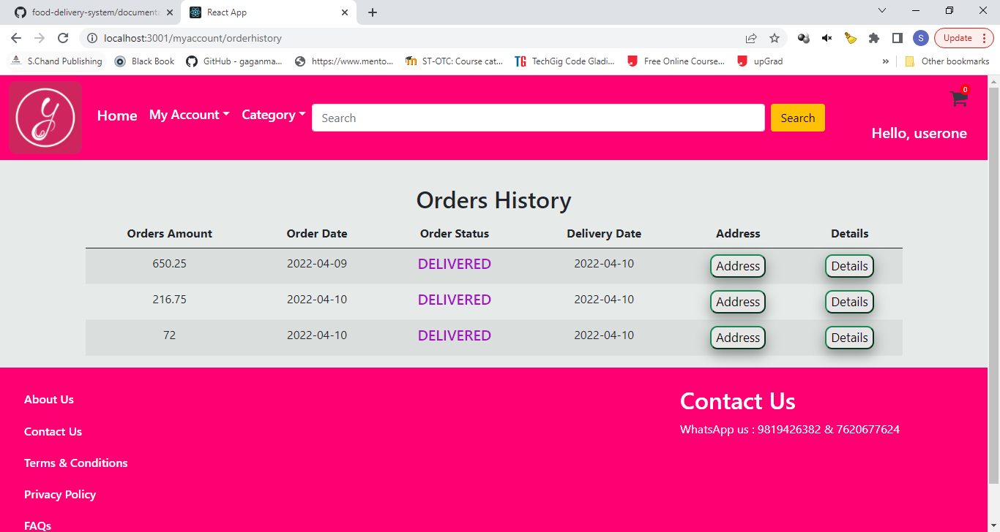 food-delivery-system/documenta
React App
localhost:3001/myaccount/orderhistory
S
Update
S.Chand Publishing
Black Book
GitHub - gaganma...
https://www.mento...
ST-OTC: Course cat...
TG TechGig Code Gladi...
Free Online Course...
upGrad
»
Other bookmarks
y
Home
My Account
Category
Search
Search
0
Hello, userone
Orders History
Orders Amount Order Date Order Status Delivery Date Address Details
650.25 2022-04-09 DELIVERED 2022-04-10 Address Details
216.75 2022-04-10 DELIVERED 2022-04-10 Address Details
72 2022-04-10 DELIVERED 2022-04-10 Address Details
About Us
Contact Us
Terms & Conditions
Privacy Policy
FAQs
Contact Us
WhatsApp us : 9819426382 & 7620677624